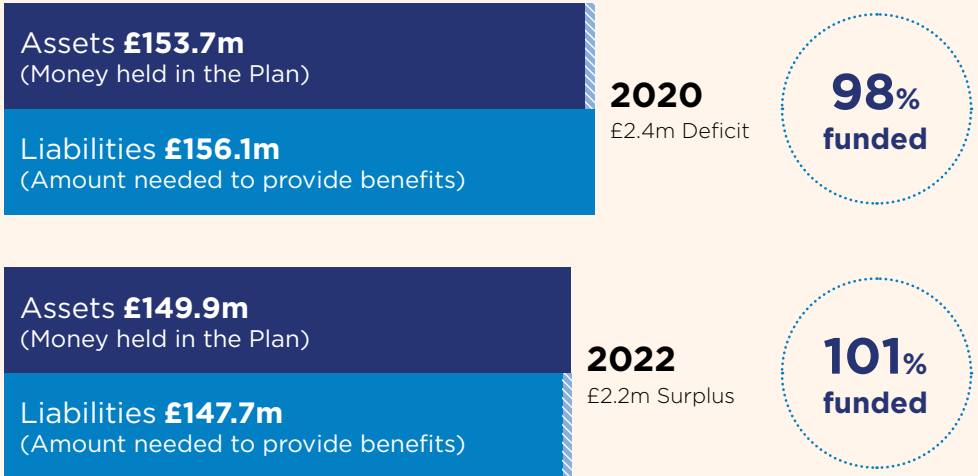 Assets £153.7m
(Money held in the Plan)
Liabilities £156.1m
(Amount needed to provide benefits)
2020
£2.4m Deficit
98%
funded
Assets £149.9m
(Money held in the Plan)
Liabilities £147.7m
(Amount needed to provide benefits)
2022
£2.2m Surplus
101%
funded